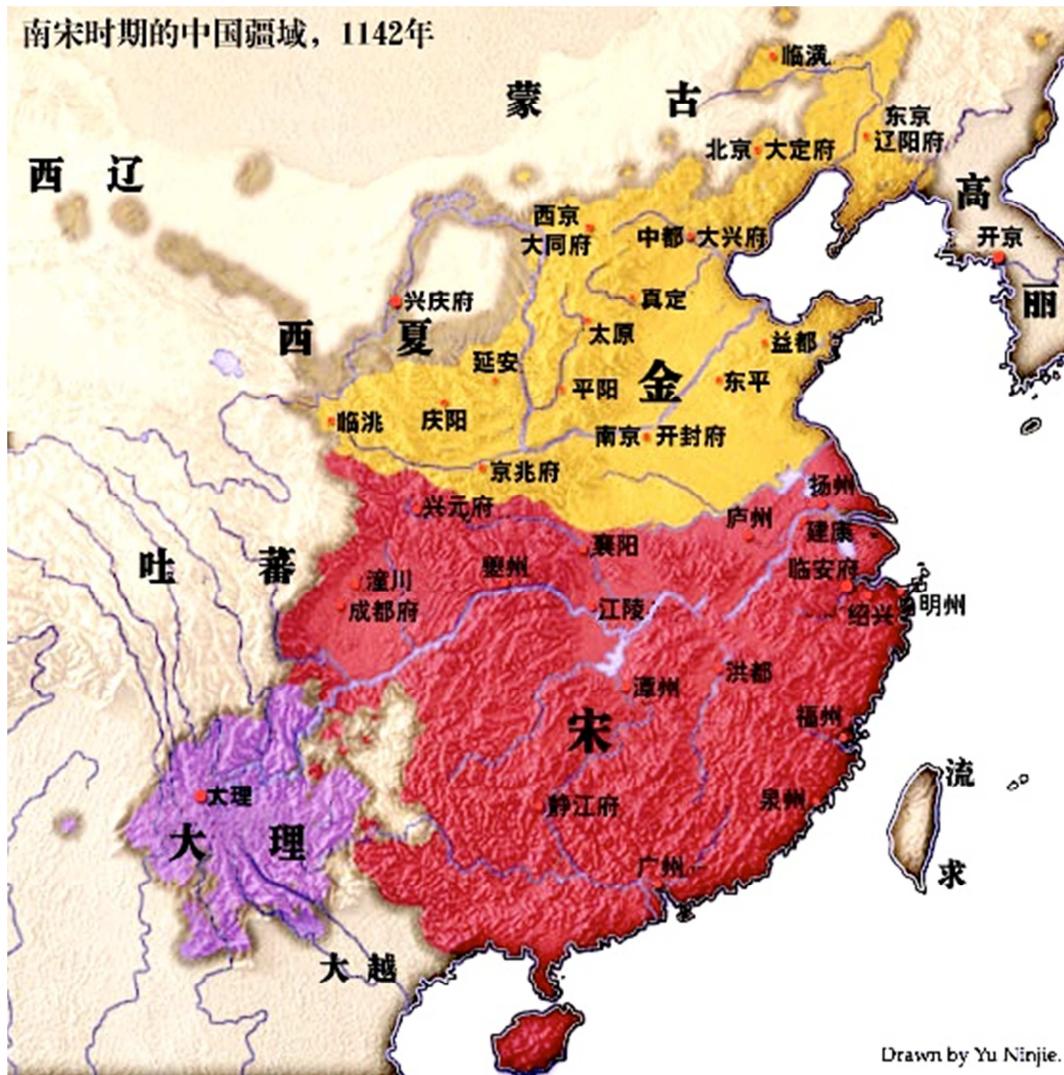 南宋时期的中国疆域，1142年
临潢
蒙 古
东京
辽阳府
北京 大定府
西 辽
高
丽
西京
大同府
中都 大兴府
开京
兴庆府
真定
西 夏
太原
益都
延安
金
平阳
东平
临洮
庆阳
南京 开封府
京兆府
扬州
兴元府
庐州
建康
襄阳
吐 蕃
潼川
临安府
成都府
江陵
绍兴
明州
洪都
潭州
宋
福州
流
求
大理
静江府
泉州
大 理
广州
大 越
Drawn by Yu Ninjie.